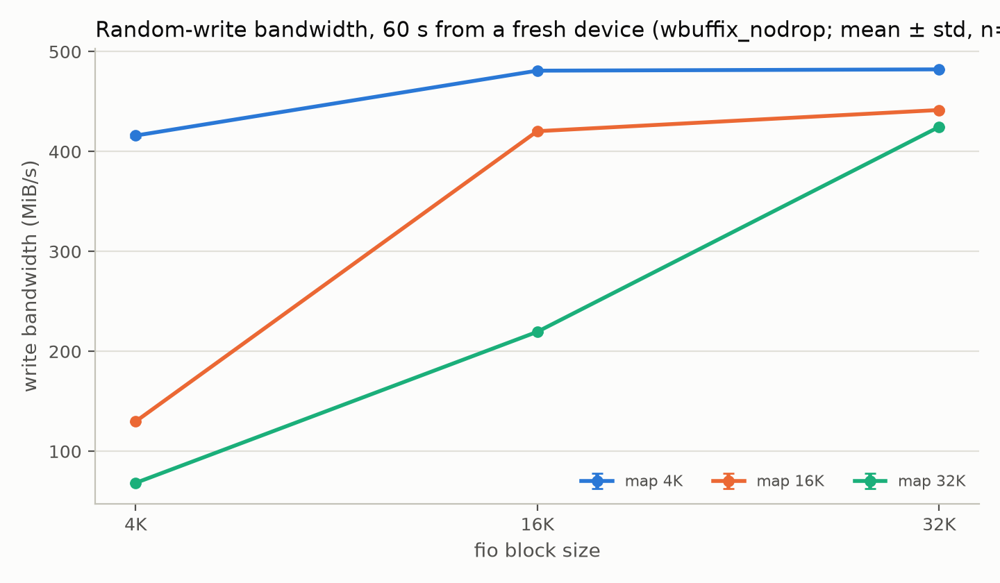 Random-write bandwidth, 60 s from a fresh device (wbuffix_nodrop; mean ± std, n=
500
400
300
200
100
write bandwidth (MiB/s)
map 4K map 16K map 32K
4K 16K 32K
fio block size